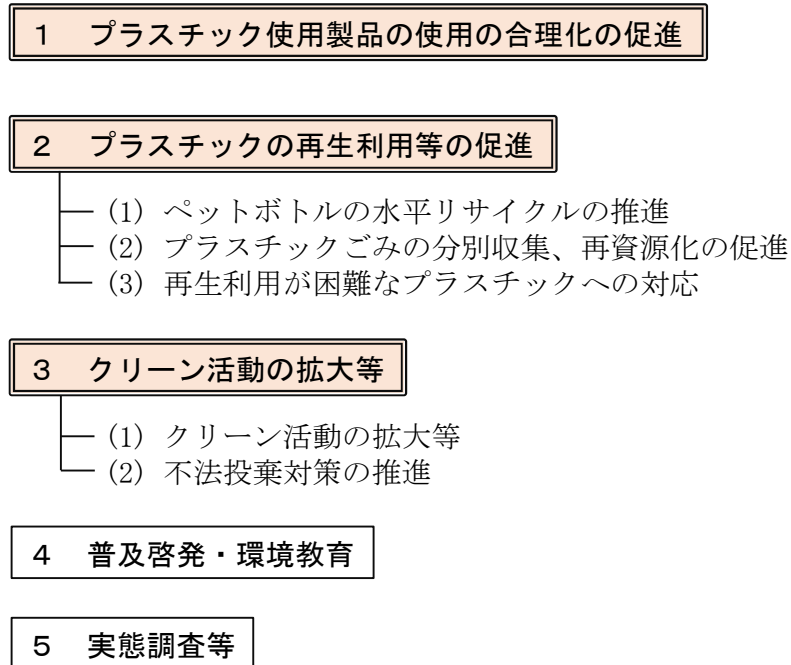 １　プラスチック使用製品の使用の合理化の促進
２　プラスチックの再生利用等の促進
(1) ペットボトルの水平リサイクルの推進
(2) プラスチックごみの分別収集、再資源化の促進
(3) 再生利用が困難なプラスチックへの対応
３　クリーン活動の拡大等
(1) クリーン活動の拡大等
(2) 不法投棄対策の推進
４　普及啓発・環境教育
５　実態調査等